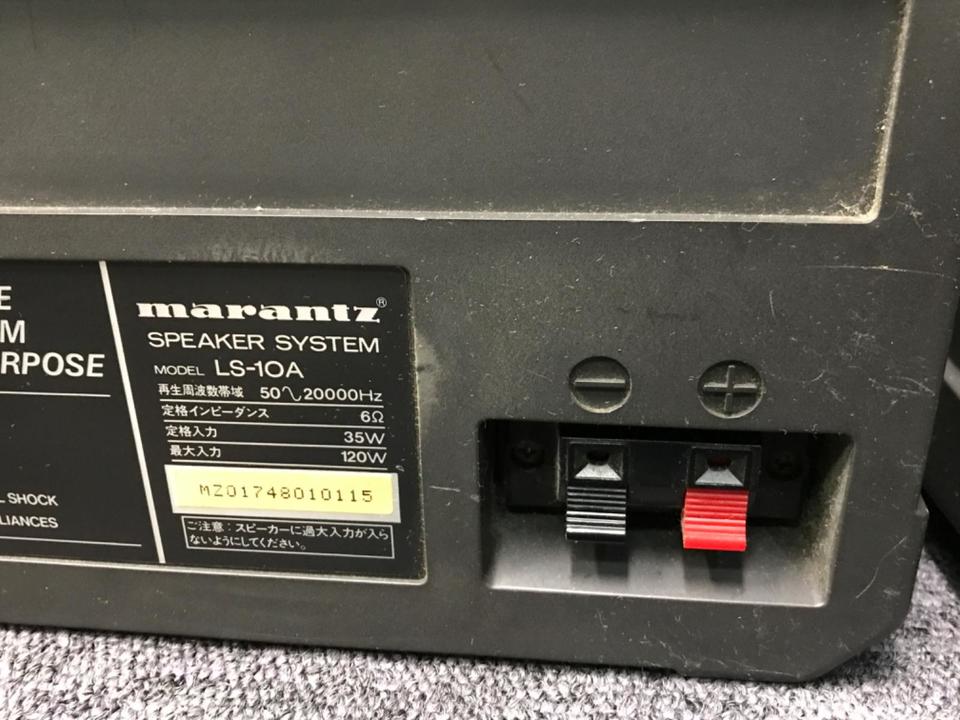 E
M
RPOSE
L SHOCK
LIANCES
marantz®
SPEAKER SYSTEM
MODEL LS-10A
再生周波数帯域 50∿20000Hz
定格インピーダンス 6Ω
定格入力 35W
最大入力 120W
MZ01748010115
ご注意:スピーカーに過大入力が入ら
ないようにしてください。
− +